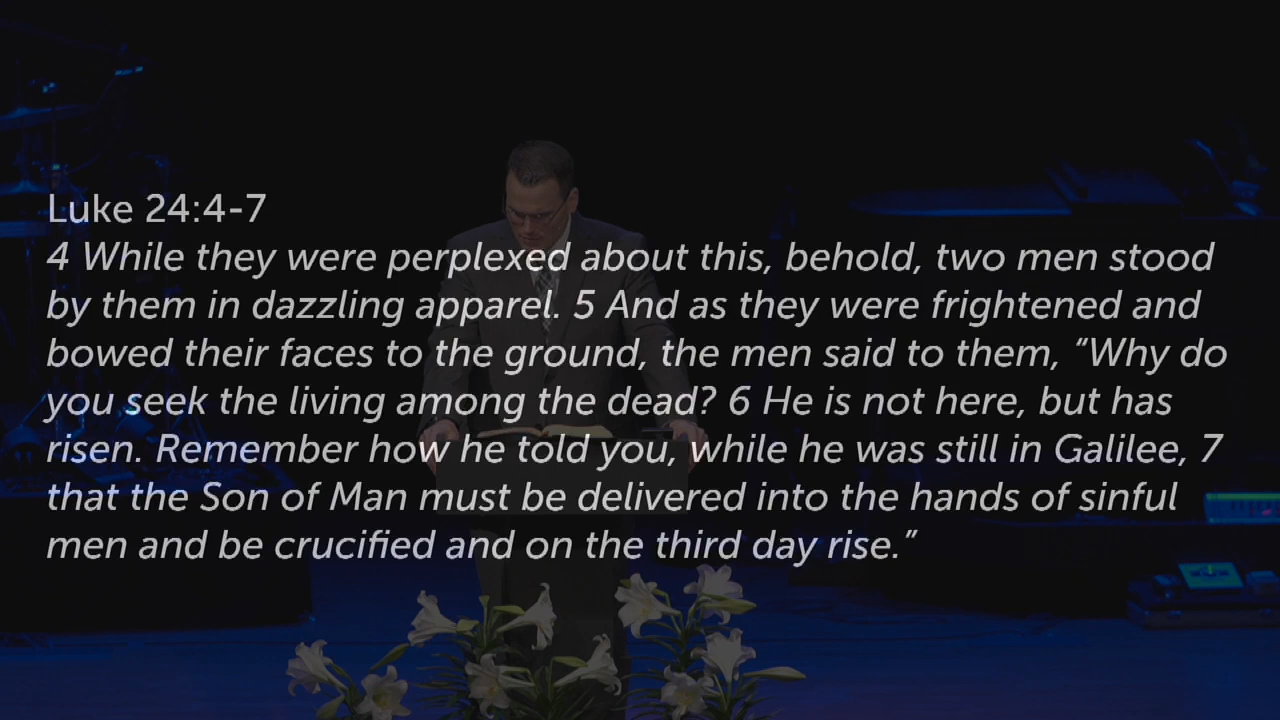 Luke 24:4-7
4 While they were perplexed about this, behold, two men stood
by them in dazzling apparel. 5 And as they were frightened and
bowed their faces to the ground, the men said to them, “Why do
you seek the living among the dead? 6 He is not here, but has
risen. Remember how he told you, while he was still in Galilee, 7
that the Son of Man must be delivered into the hands of sinful
men and be crucified and on the third day rise.”